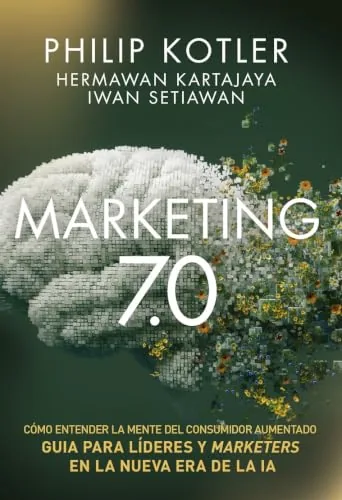 PHILIP KOTLER
HERMAWAN KARTAJAYA
IWAN SETIAWAN
MARKETING
7.0
CÓMO ENTENDER LA MENTE DEL CONSUMIDOR AUMENTADO
GUIA PARA LÍDERES Y MARKETERS
EN LA NUEVA ERA DE LA IA